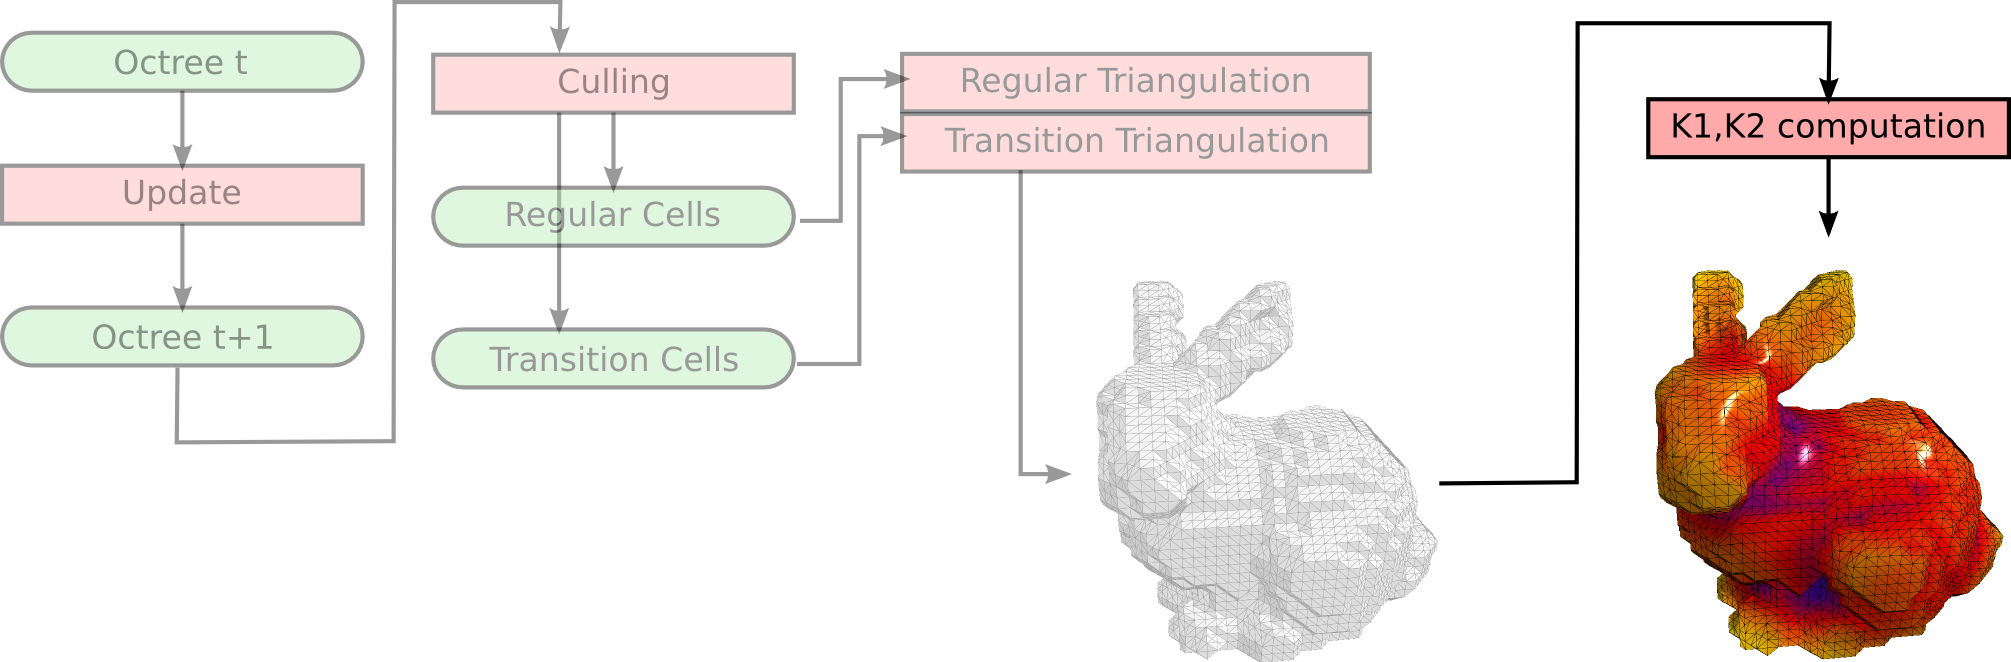 Octree t
Update
Octree t+1
Culling
Regular Cells
Transition Cells
Regular Triangulation
Transition Triangulation
K1,K2 computation